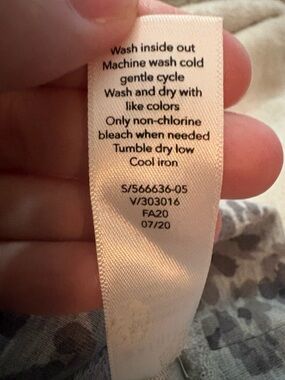 Wash inside out
Machine wash cold
gentle cycle
Wash and dry with
like colors
Only non-chlorine
bleach when needed
Tumble dry low
Cool iron
S/566636-05
V/303016
FA20
07/20